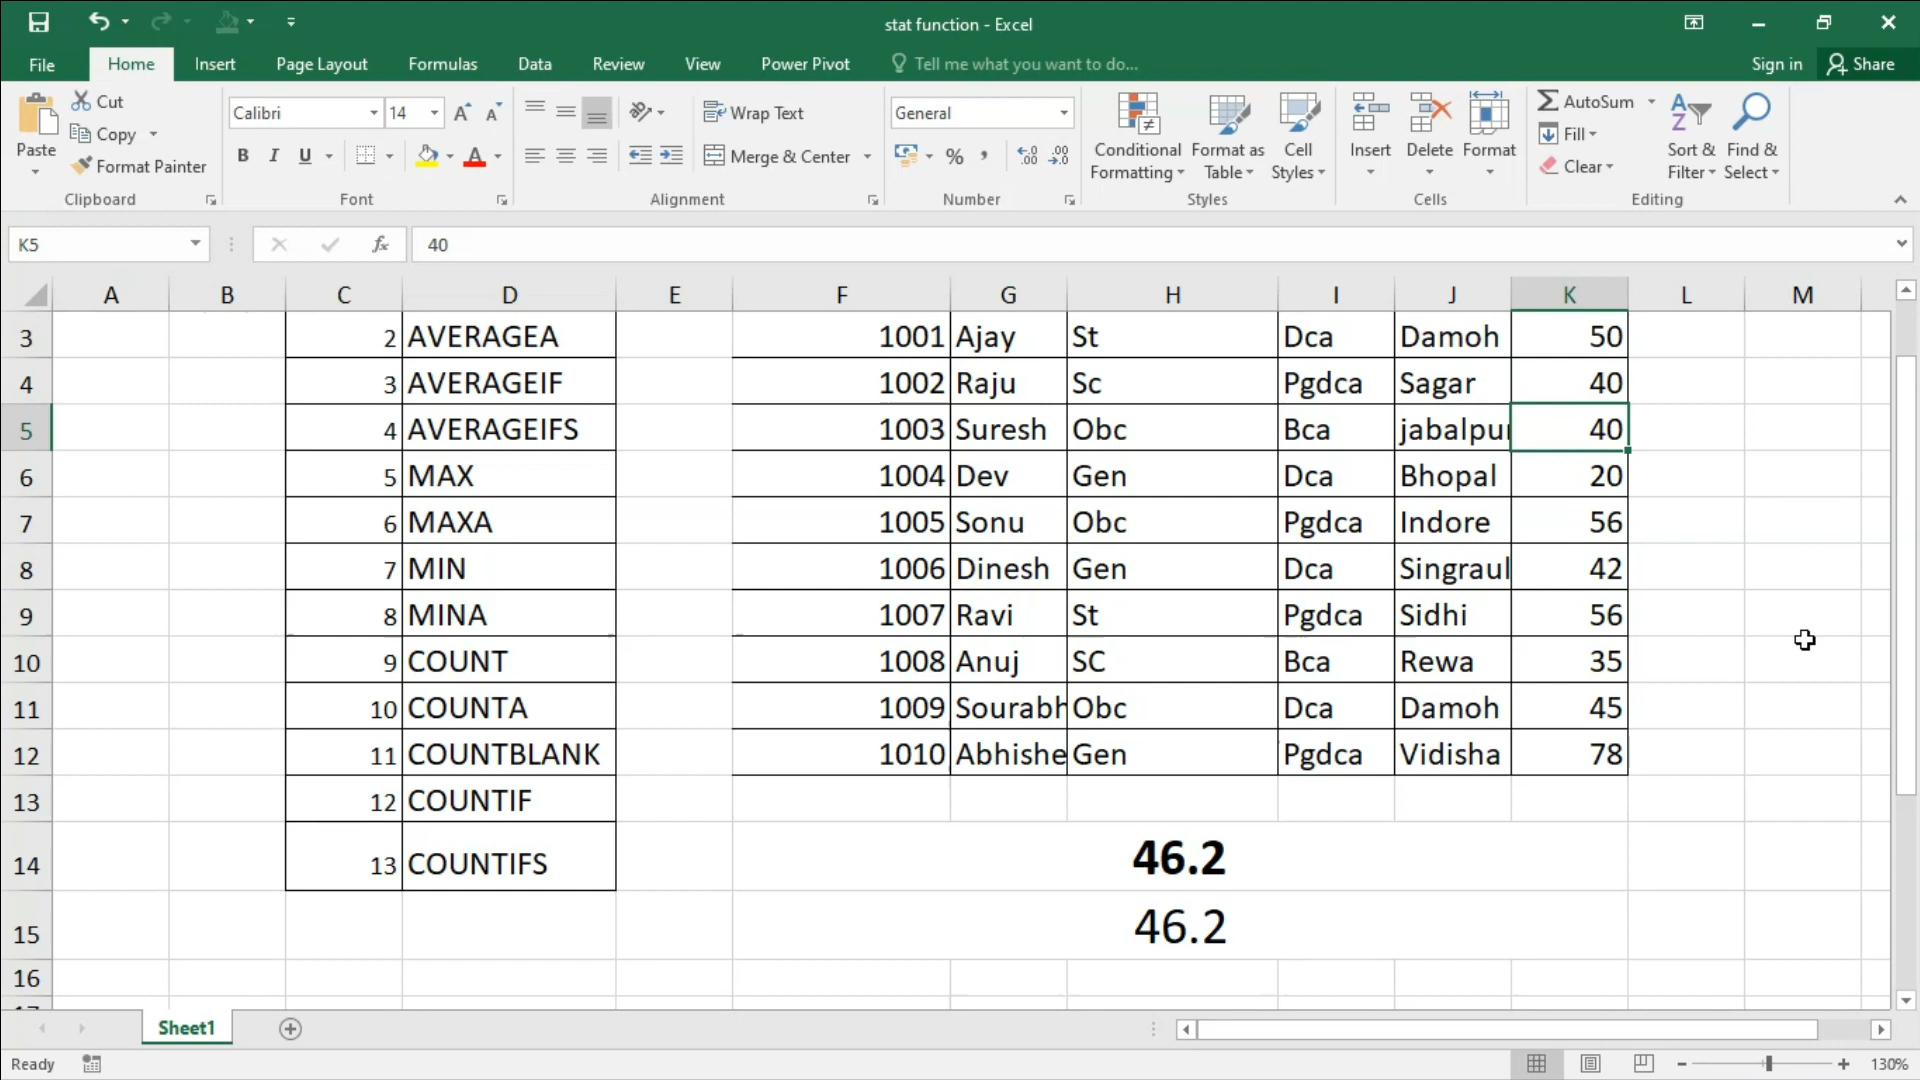 stat function - Excel
File Home Insert Page Layout Formulas Data Review View Power Pivot Tell me what you want to do... Sign in Share
Paste Cut Copy Format Painter Clipboard
Calibri 14 A A B I U A Font
Wrap Text Merge & Center Alignment
General % , .00 Number
Conditional Formatting Format as Table Cell Styles Styles
Insert Delete Format Cells
AutoSum Fill Clear Sort & Filter Find & Select Editing
K5 fx 40
A B C D E F G H I J K L M
3 2 AVERAGEA 1001 Ajay St Dca Damoh 50
4 3 AVERAGEIF 1002 Raju Sc Pgdca Sagar 40
5 4 AVERAGEIFS 1003 Suresh Obc Bca jabalpur 40
6 5 MAX 1004 Dev Gen Dca Bhopal 20
7 6 MAXA 1005 Sonu Obc Pgdca Indore 56
8 7 MIN 1006 Dinesh Gen Dca Singraul 42
9 8 MINA 1007 Ravi St Pgdca Sidhi 56
10 9 COUNT 1008 Anuj SC Bca Rewa 35
11 10 COUNTA 1009 Sourabh Obc Dca Damoh 45
12 11 COUNTBLANK 1010 Abhishe Gen Pgdca Vidisha 78
13 12 COUNTIF
14 13 COUNTIFS 46.2
15 46.2
16
Sheet1
Ready 130%